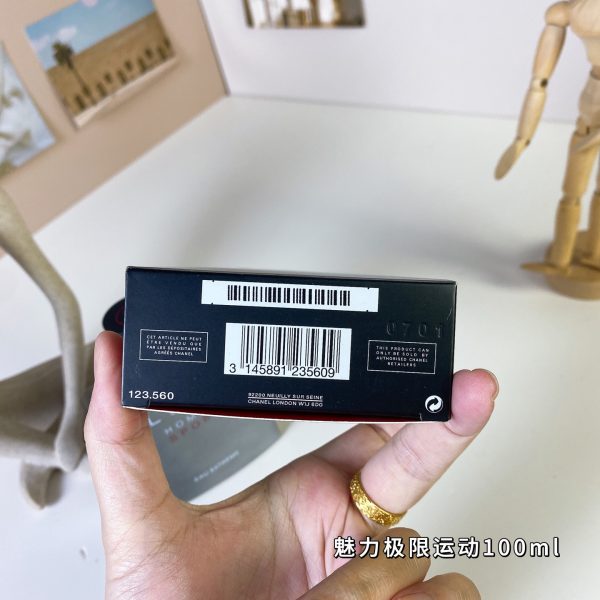 0701
CET ARTICLE NE PEUT
ÊTRE VENDU QUE
PAR LES DEPOSITAIRES
AGRÉÉS CHANEL
THIS PRODUCT CAN
ONLY BE SOLD BY
AUTHORISED CHANEL
RETAILERS
3 145891 235609
123.560
92200 NEUILLY SUR SEINE
CHANEL LONDON W1J 6DG
魅力极限运动100ml